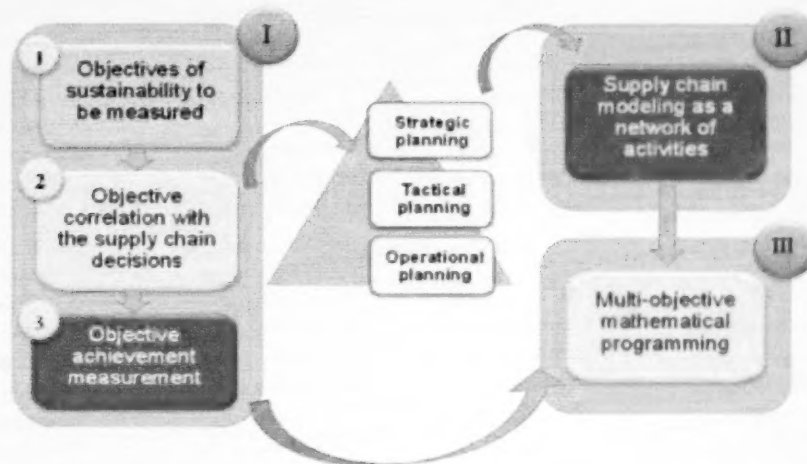 I
1
Objectives of
sustainability to
be measured
2
Objective
correlation with
the supply chain
decisions
3
Objective
achievement
measurement
Strategic
planning
Tactical
planning
Operational
planning
II
Supply chain
modeling as a
network of
activities
III
Multi-objective
mathematical
programming